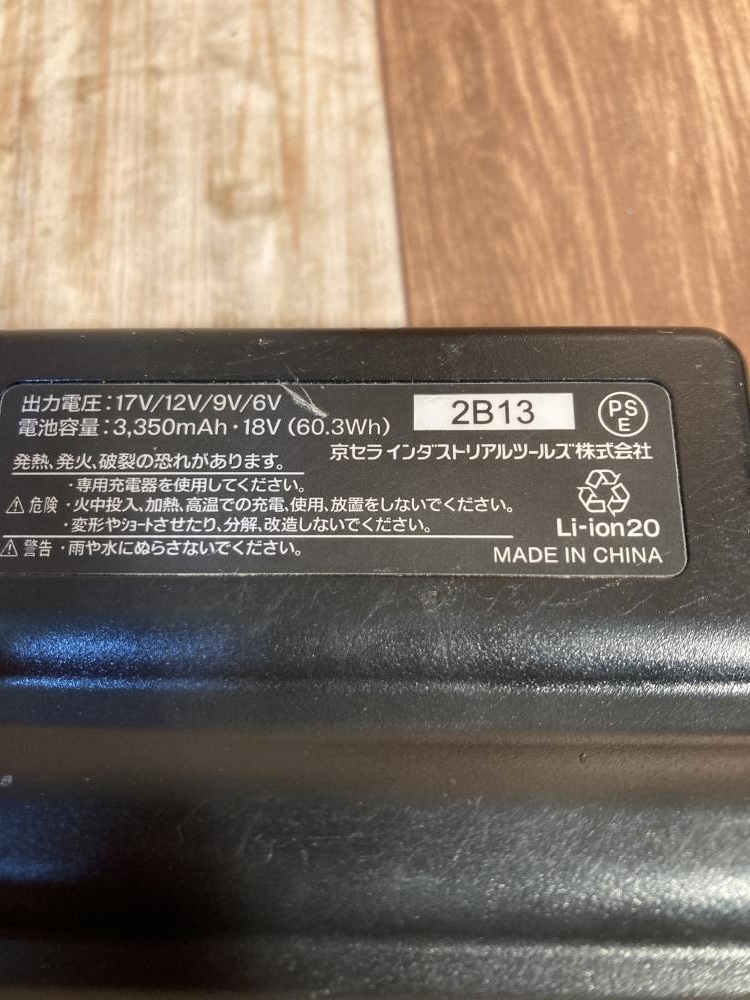 出力電圧:17V/12V/9V/6V
電池容量:3,350mAh・18V (60.3Wh)
2B13
PS
E
京セラ インダストリアルツールズ株式会社
発熱、発火、破裂の恐れがあります。
・専用充電器を使用してください。
⚠ 危険 ・火中投入、加熱、高温での充電、使用、放置をしないでください。
・変形やショートさせたり、分解、改造しないでください。
⚠ 警告 ・雨や水にぬらさないでください。
Li-ion20
MADE IN CHINA